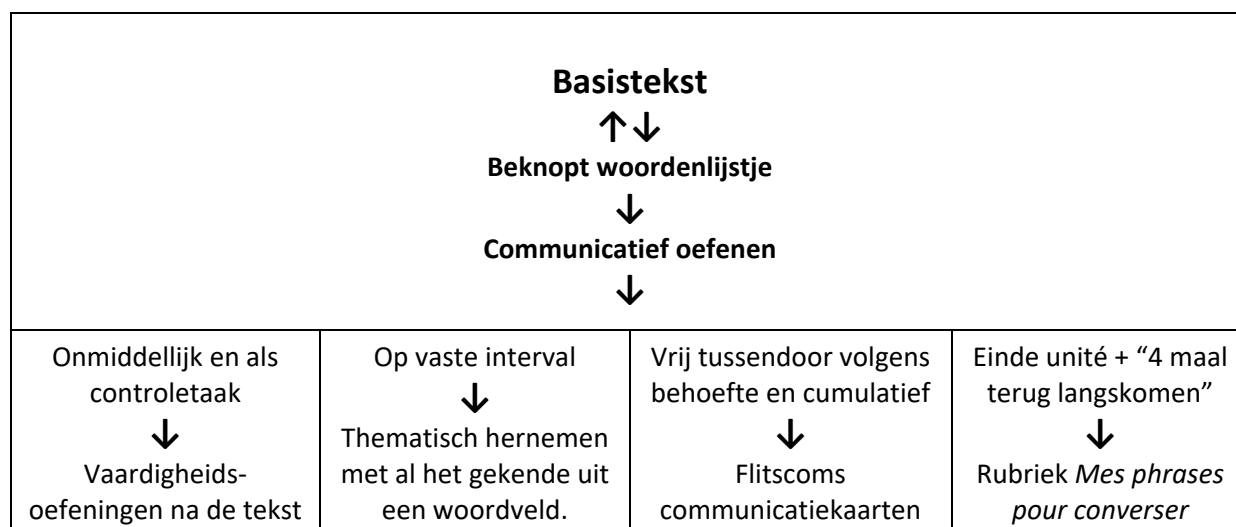 Basistekst
↑↓
Beknopt woordenlijstje
↓
Communicatief oefenen
↓
Onmiddellijk en als
controletaak
↓
Vaardigheids-
oefeningen na de tekst
Op vaste interval
↓
Thematisch hernemen
met al het gekende uit
een woordveld.
Vrij tussendoor volgens
behoefte en cumulatief
↓
Flitscoms
communicatiekaarten
Einde unité + “4 maal
terug langskomen”
↓
Rubriek Mes phrases
pour converser